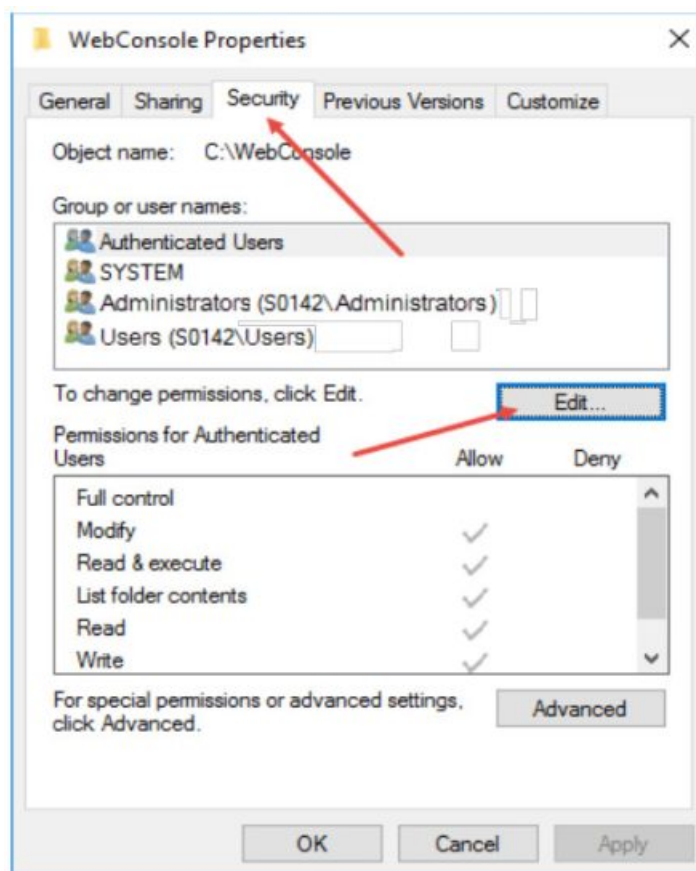 WebConsole Properties
General Sharing Security Previous Versions Customize
Object name: C:\WebConsole
Group or user names:
Authenticated Users
SYSTEM
Administrators (S0142\Administrators)
Users (S0142\Users)
To change permissions, click Edit.
Edit...
Permissions for Authenticated
Users Allow Deny
Full control
Modify
Read & execute
List folder contents
Read
Write
For special permissions or advanced settings,
click Advanced.
Advanced
OK Cancel Apply